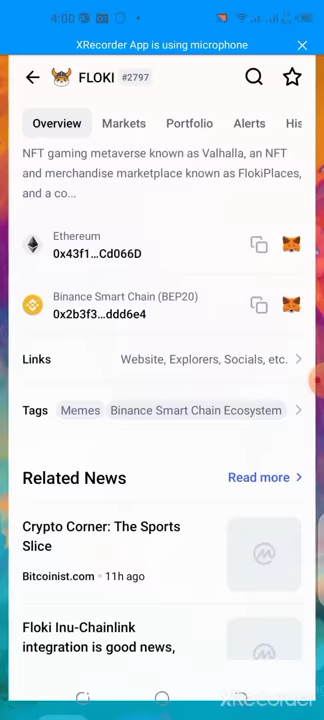 4:00
XRecorder App is using microphone
FLOKI #2797
Overview Markets Portfolio Alerts His
NFT gaming metaverse known as Valhalla, an NFT
and merchandise marketplace known as FlokiPlaces,
and a co...
Ethereum
0x43f1...Cd066D
Binance Smart Chain (BEP20)
0x2b3f3...ddd6e4
Links Website, Explorers, Socials, etc.
Tags Memes Binance Smart Chain Ecosystem
Related News Read more
Crypto Corner: The Sports
Slice
Bitcoinist.com • 11h ago
Floki Inu-Chainlink
integration is good news,
XRecorder